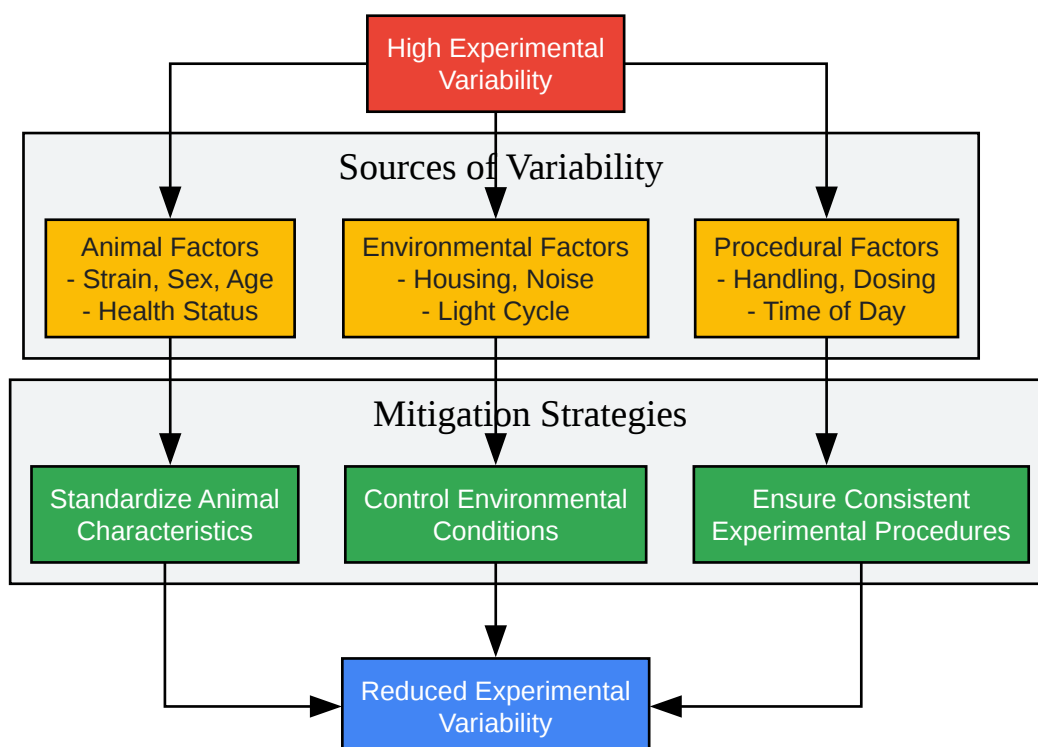 High Experimental
Variability
Sources of Variability
Animal Factors
- Strain, Sex, Age
- Health Status
Environmental Factors
- Housing, Noise
- Light Cycle
Procedural Factors
- Handling, Dosing
- Time of Day
Mitigation Strategies
Standardize Animal
Characteristics
Control Environmental
Conditions
Ensure Consistent
Experimental Procedures
Reduced Experimental
Variability